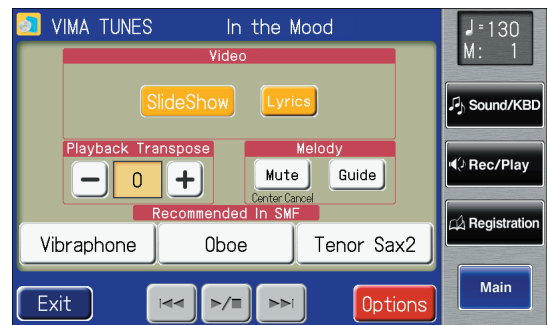 VIMA TUNES In the Mood
♩=130
M: 1
Video
SlideShow Lyrics
Sound/KBD
Playback Transpose Melody
− 0 + Mute Guide
Center Cancel
Rec/Play
Recommended In SMF
Registration
Vibraphone Oboe Tenor Sax2
Main
Exit Options